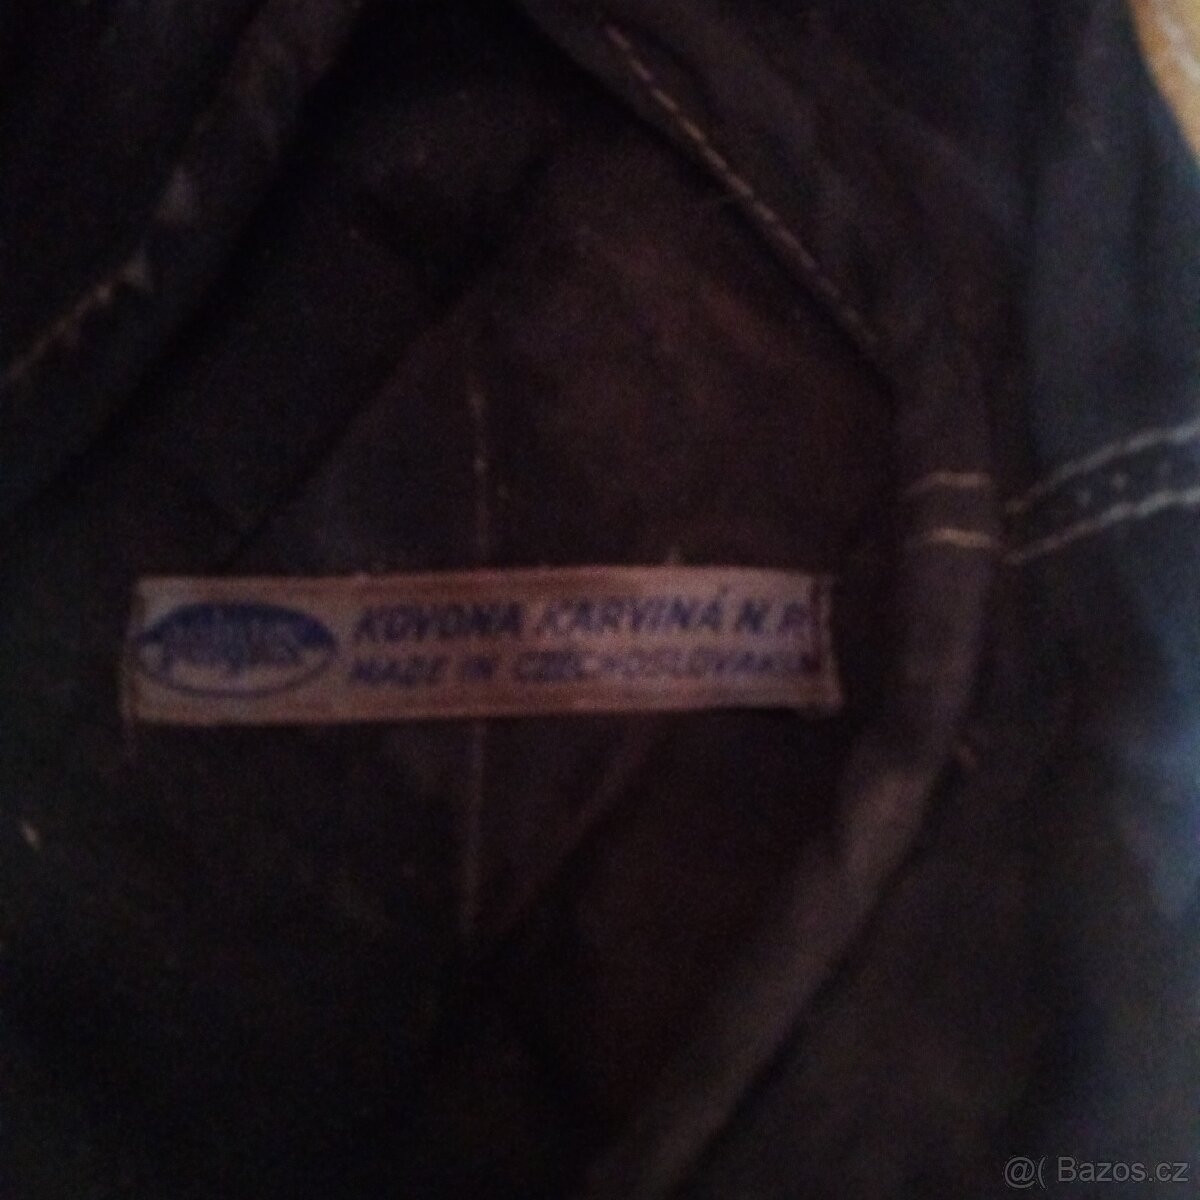 KOVONA KARVINÁ N.P.
MADE IN CZECHOSLOVAKIA
@( Bazos.cz